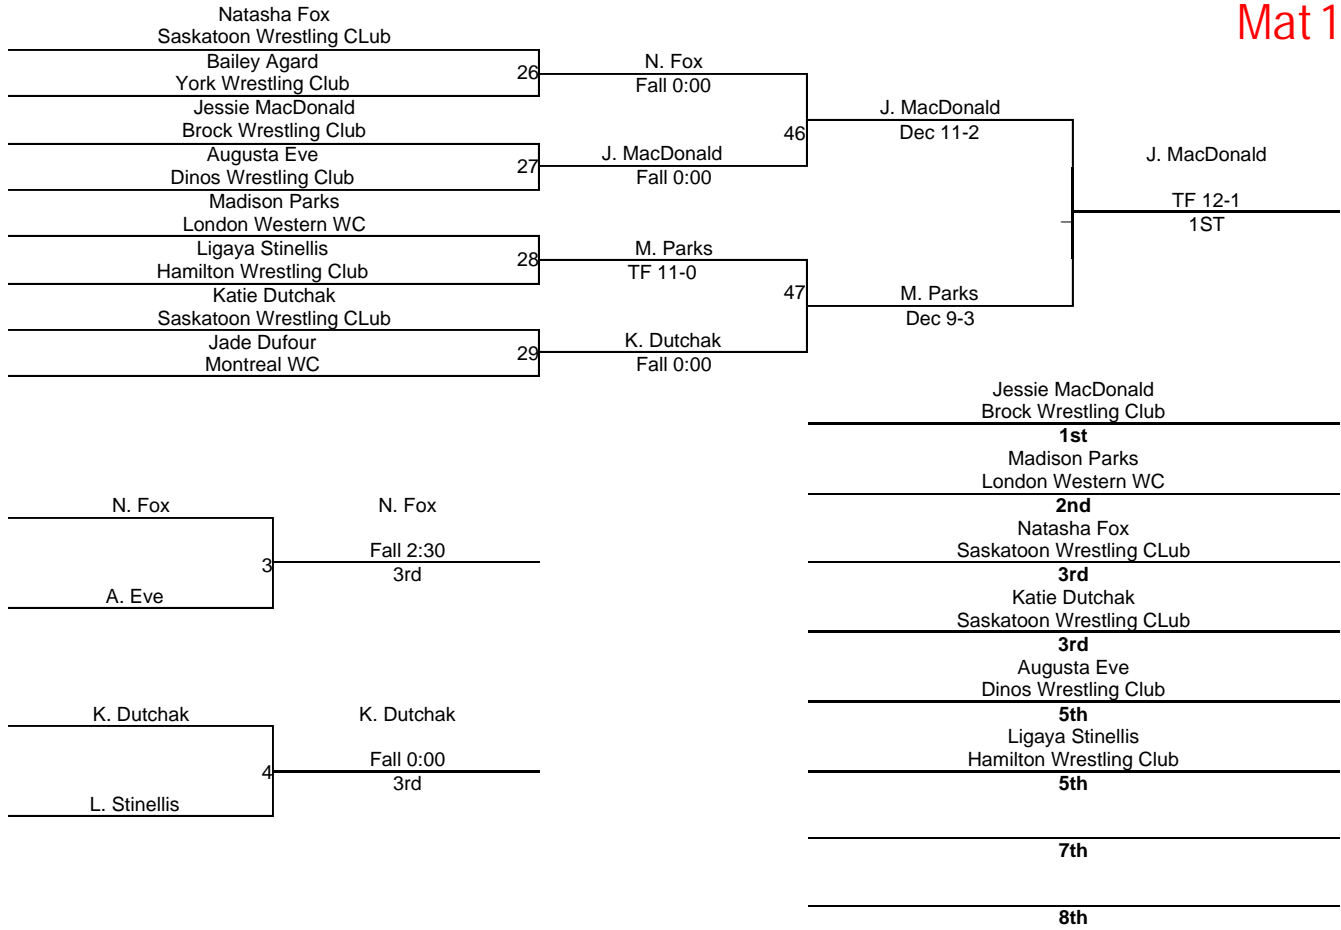 Mat 1
Natasha Fox
Saskatoon Wrestling CLub
Bailey Agard
York Wrestling Club
26
Jessie MacDonald
Brock Wrestling Club
Augusta Eve
Dinos Wrestling Club
27
Madison Parks
London Western WC
Ligaya Stinellis
Hamilton Wrestling Club
28
Katie Dutchak
Saskatoon Wrestling CLub
Jade Dufour
Montreal WC
29
N. Fox
Fall 0:00
46
J. MacDonald
Fall 0:00
M. Parks
TF 11-0
47
K. Dutchak
Fall 0:00
J. MacDonald
Dec 11-2
M. Parks
Dec 9-3
J. MacDonald
TF 12-1
1ST
N. Fox
3
A. Eve
N. Fox
Fall 2:30
3rd
K. Dutchak
4
L. Stinellis
K. Dutchak
Fall 0:00
3rd
Jessie MacDonald
Brock Wrestling Club
1st
Madison Parks
London Western WC
2nd
Natasha Fox
Saskatoon Wrestling CLub
3rd
Katie Dutchak
Saskatoon Wrestling CLub
3rd
Augusta Eve
Dinos Wrestling Club
5th
Ligaya Stinellis
Hamilton Wrestling Club
5th
7th
8th